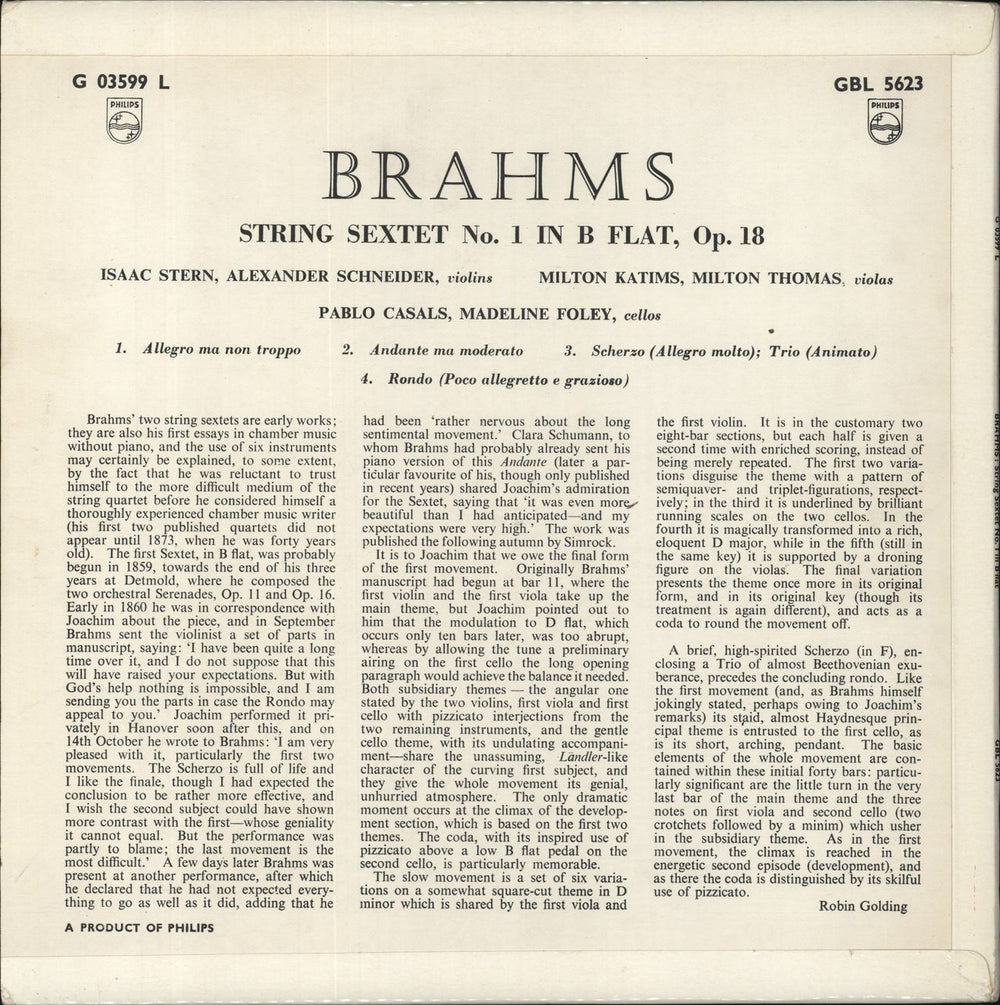 G 03599 L
GBL 5623
PHILIPS
PHILIPS
BRAHMS
STRING SEXTET No. 1 IN B FLAT, Op. 18
ISAAC STERN, ALEXANDER SCHNEIDER, violins MILTON KATIMS, MILTON THOMAS, violas
PABLO CASALS, MADELINE FOLEY, cellos
1. Allegro ma non troppo 2. Andante ma moderato 3. Scherzo (Allegro molto); Trio (Animato)
4. Rondo (Poco allegretto e grazioso)
Brahms' two string sextets are early works;
they are also his first essays in chamber music
without piano, and the use of six instruments
may certainly be explained, to some extent,
by the fact that he was reluctant to trust
himself to the more difficult medium of the
string quartet before he considered himself a
thoroughly experienced chamber music writer
(his first two published quartets did not
appear until 1873, when he was forty years
old). The first Sextet, in B flat, was probably
begun in 1859, towards the end of his three
years at Detmold, where he composed the
two orchestral Serenades, Op. 11 and Op. 16.
Early in 1860 he was in correspondence with
Joachim about the piece, and in September
Brahms sent the violinist a set of parts in
manuscript, saying: 'I have been quite a long
time over it, and I do not suppose that this
will have raised your expectations. But with
God's help nothing is impossible, and I am
sending you the parts in case the Rondo may
appeal to you.' Joachim performed it pri-
vately in Hanover soon after this, and on
14th October he wrote to Brahms: 'I am very
pleased with it, particularly the first two
movements. The Scherzo is full of life and
I like the finale, though I had expected the
conclusion to be rather more effective, and
I wish the second subject could have shown
more contrast with the first—whose geniality
it cannot equal. But the performance was
partly to blame; the last movement is the
most difficult.' A few days later Brahms was
present at another performance, after which
he declared that he had not expected every-
thing to go as well as it did, adding that he
had been 'rather nervous about the long
sentimental movement.' Clara Schumann, to
whom Brahms had probably already sent his
piano version of this Andante (later a par-
ticular favourite of his, though only published
in recent years) shared Joachim's admiration
for the Sextet, saying that 'it was even more
beautiful than I had anticipated—and my
expectations were very high.' The work was
published the following autumn by Simrock.
It is to Joachim that we owe the final form
of the first movement. Originally Brahms'
manuscript had begun at bar 11, where the
first violin and the first viola take up the
main theme, but Joachim pointed out to
him that the modulation to D flat, which
occurs only ten bars later, was too abrupt,
whereas by allowing the tune a preliminary
airing on the first cello the long opening
paragraph would achieve the balance it needed.
Both subsidiary themes — the angular one
stated by the two violins, first viola and first
cello with pizzicato interjections from the
two remaining instruments, and the gentle
cello theme, with its undulating accompani-
ment—share the unassuming, Ländler-like
character of the curving first subject, and
they give the whole movement its genial,
unhurried atmosphere. The only dramatic
moment occurs at the climax of the develop-
ment section, which is based on the first two
themes. The coda, with its inspired use of
pizzicato above a low B flat pedal on the
second cello, is particularly memorable.
The slow movement is a set of six varia-
tions on a somewhat square-cut theme in D
minor which is shared by the first viola and
the first violin. It is in the customary two
eight-bar sections, but each half is given a
second time with enriched scoring, instead of
being merely repeated. The first two varia-
tions disguise the theme with a pattern of
semiquaver- and triplet-figurations, respect-
ively; in the third it is underlined by brilliant
running scales on the two cellos. In the
fourth it is magically transformed into a rich,
eloquent D major, while in the fifth (still in
the same key) it is supported by a droning
figure on the violas. The final variation
presents the theme once more in its original
form, and in its original key (though its
treatment is again different), and acts as a
coda to round the movement off.
A brief, high-spirited Scherzo (in F), en-
closing a Trio of almost Beethovenian exu-
berance, precedes the concluding rondo. Like
the first movement (and, as Brahms himself
jokingly stated, perhaps owing to Joachim's
remarks) its staid, almost Haydnesque prin-
cipal theme is entrusted to the first cello, as
is its short, arching, pendant. The basic
elements of the whole movement are con-
tained within these initial forty bars: particu-
larly significant are the little turn in the very
last bar of the main theme and the three
notes on first viola and second cello (two
crotchets followed by a minim) which usher
in the subsidiary theme. As in the first
movement, the climax is reached in the
energetic second episode (development), and
as there the coda is distinguished by its skilful
use of pizzicato.
Robin Golding
A PRODUCT OF PHILIPS